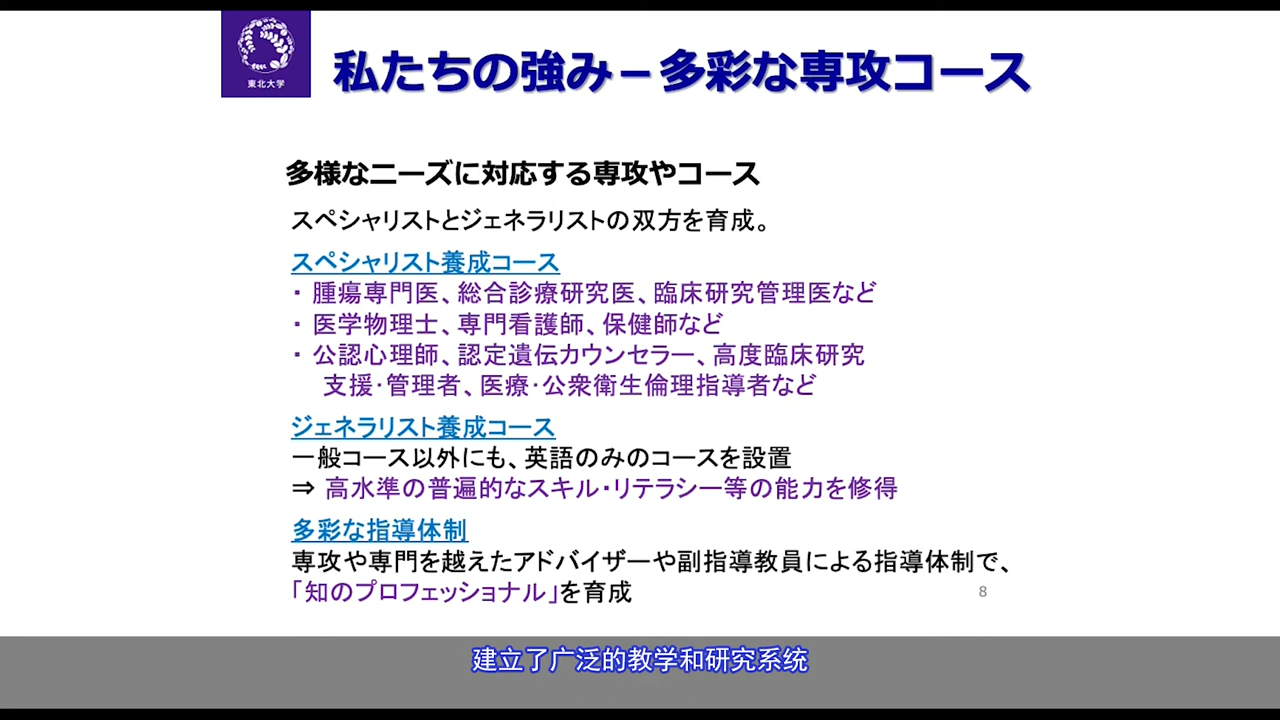 東北大学
私たちの強み－多彩な専攻コース
多様なニーズに対応する専攻やコース
スペシャリストとジェネラリストの双方を育成。
スペシャリスト養成コース
・ 腫瘍専門医、総合診療研究医、臨床研究管理医など
・ 医学物理士、専門看護師、保健師など
・ 公認心理師、認定遺伝カウンセラー、高度臨床研究
支援・管理者、医療・公衆衛生倫理指導者など
ジェネラリスト養成コース
一般コース以外にも、英語のみのコースを設置
⇒ 高水準の普遍的なスキル・リテラシー等の能力を修得
多彩な指導体制
専攻や専門を越えたアドバイザーや副指導教員による指導体制で、
「知のプロフェッショナル」を育成
8
建立了广泛的教学和研究系统